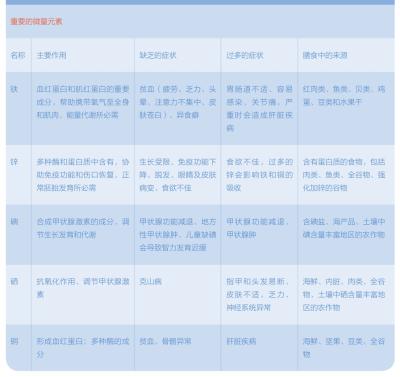 重要的微量元素
名称 主要作用 缺乏的症状 过多的症状 膳食中的来源
铁 血红蛋白和肌红蛋白的重要 贫血（疲劳、乏力、头 胃肠道不适、容易 红肉类、鱼类、贝类、鸡
成分，帮助携带氧气至全身 晕、注意力不集中、皮 感染、关节痛，严 蛋、豆类和水果干
和肌肉，能量代谢所必需 肤苍白）、异食癖 重时会造成肝脏疾
病
锌 多种酶和蛋白质中含有，协 生长受限、免疫功能下 食欲不佳，过多的 含有蛋白质的食物，包括
助免疫功能和伤口恢复，正 降、脱发、眼睛及皮肤 锌会影响铁和铜的 肉类、鱼类、全谷物、强
常胚胎发育所必需 病变、食欲不佳 吸收 化加锌的谷物
碘 合成甲状腺激素的成分，调 甲状腺功能减退、地方 甲状腺功能减退， 含碘盐、海产品、土壤中
节生长发育和代谢 性甲状腺肿、儿童缺碘 甲状腺肿 碘含量丰富地区的农作物
会导致智力发育迟缓
硒 抗氧化作用、调节甲状腺激 克山病 指甲和头发易断、 海鲜、内脏、肉类、全谷
素 皮肤不适、乏力、 物，土壤中硒含量丰富地
神经系统异常 区的农作物
铜 形成血红蛋白；多种酶的成 贫血、骨骼异常 肝脏疾病 海鲜、坚果、豆类、全谷
分 物